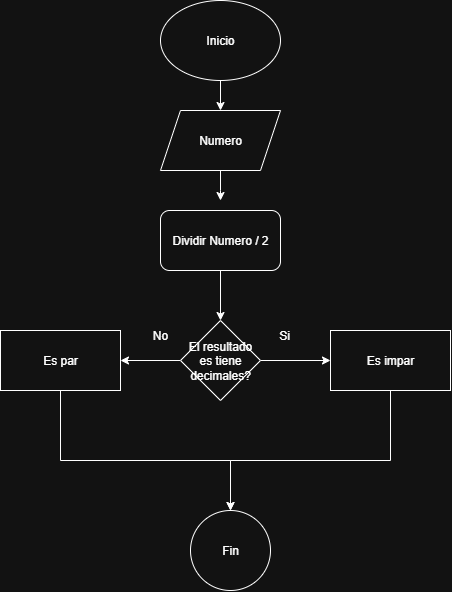 Inicio
Numero
Dividir Numero / 2
No
Si
El resultado
es tiene
decimales?
Es par
Es impar
Fin